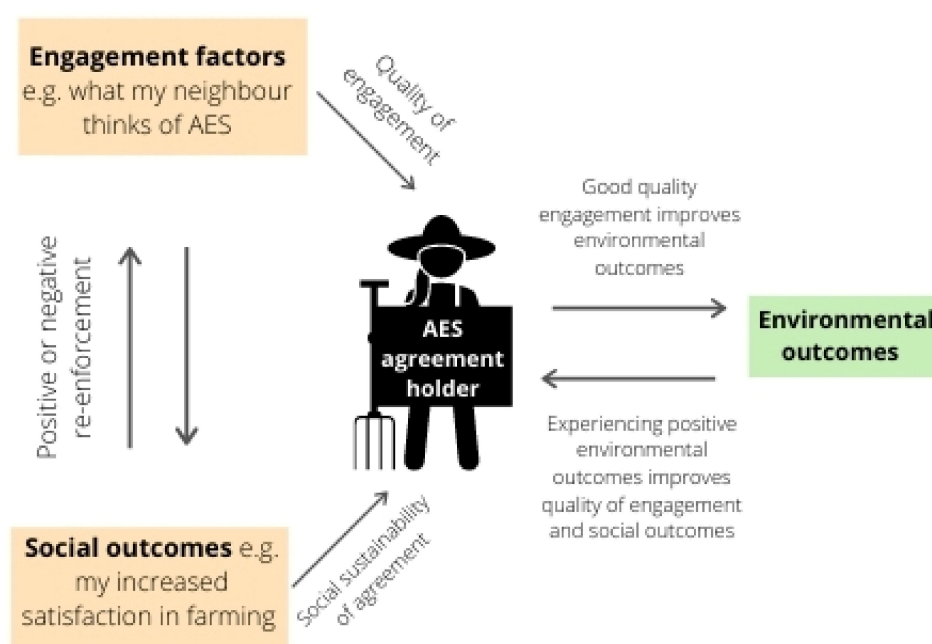 Engagement factors
e.g. what my neighbour
thinks of AES
Quality of
engagement
Good quality
engagement improves
environmental
outcomes
Positive or negative
re-enforcement
AES
agreement
holder
Environmental
outcomes
Experiencing positive
environmental
outcomes improves
quality of engagement
and social outcomes
Social outcomes e.g.
my increased
satisfaction in farming
Social sustainability
of agreement